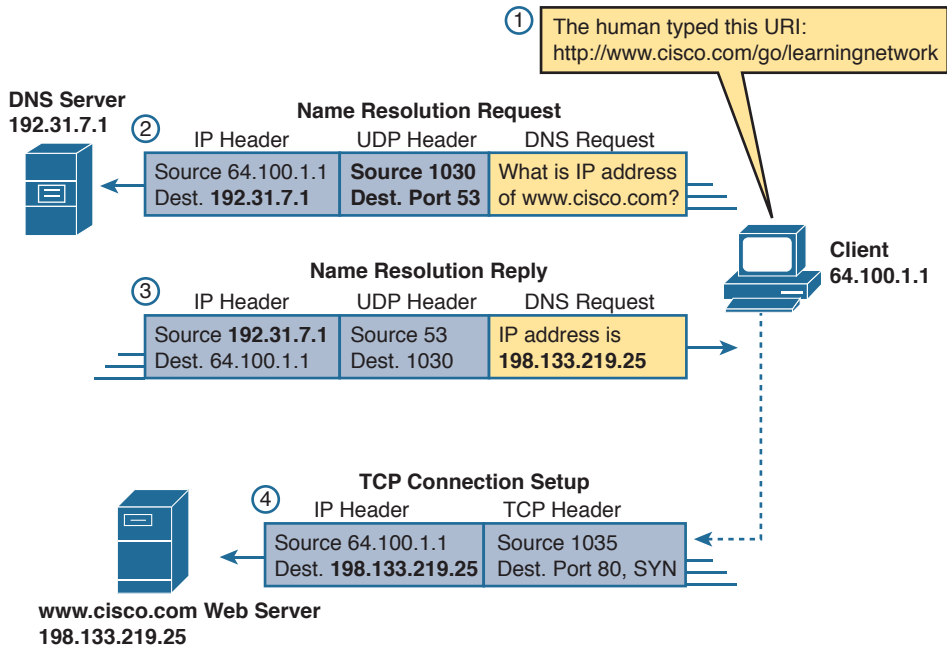 1
The human typed this URI:
http://www.cisco.com/go/learningnetwork
DNS Server
192.31.7.1
2
Name Resolution Request
IP Header UDP Header DNS Request
Source 64.100.1.1 Source 1030 What is IP address
Dest. 192.31.7.1 Dest. Port 53 of www.cisco.com?
Client
64.100.1.1
Name Resolution Reply
3
IP Header UDP Header DNS Request
Source 192.31.7.1 Source 53 IP address is
Dest. 64.100.1.1 Dest. 1030 198.133.219.25
TCP Connection Setup
4
IP Header TCP Header
Source 64.100.1.1 Source 1035
Dest. 198.133.219.25 Dest. Port 80, SYN
www.cisco.com Web Server
198.133.219.25